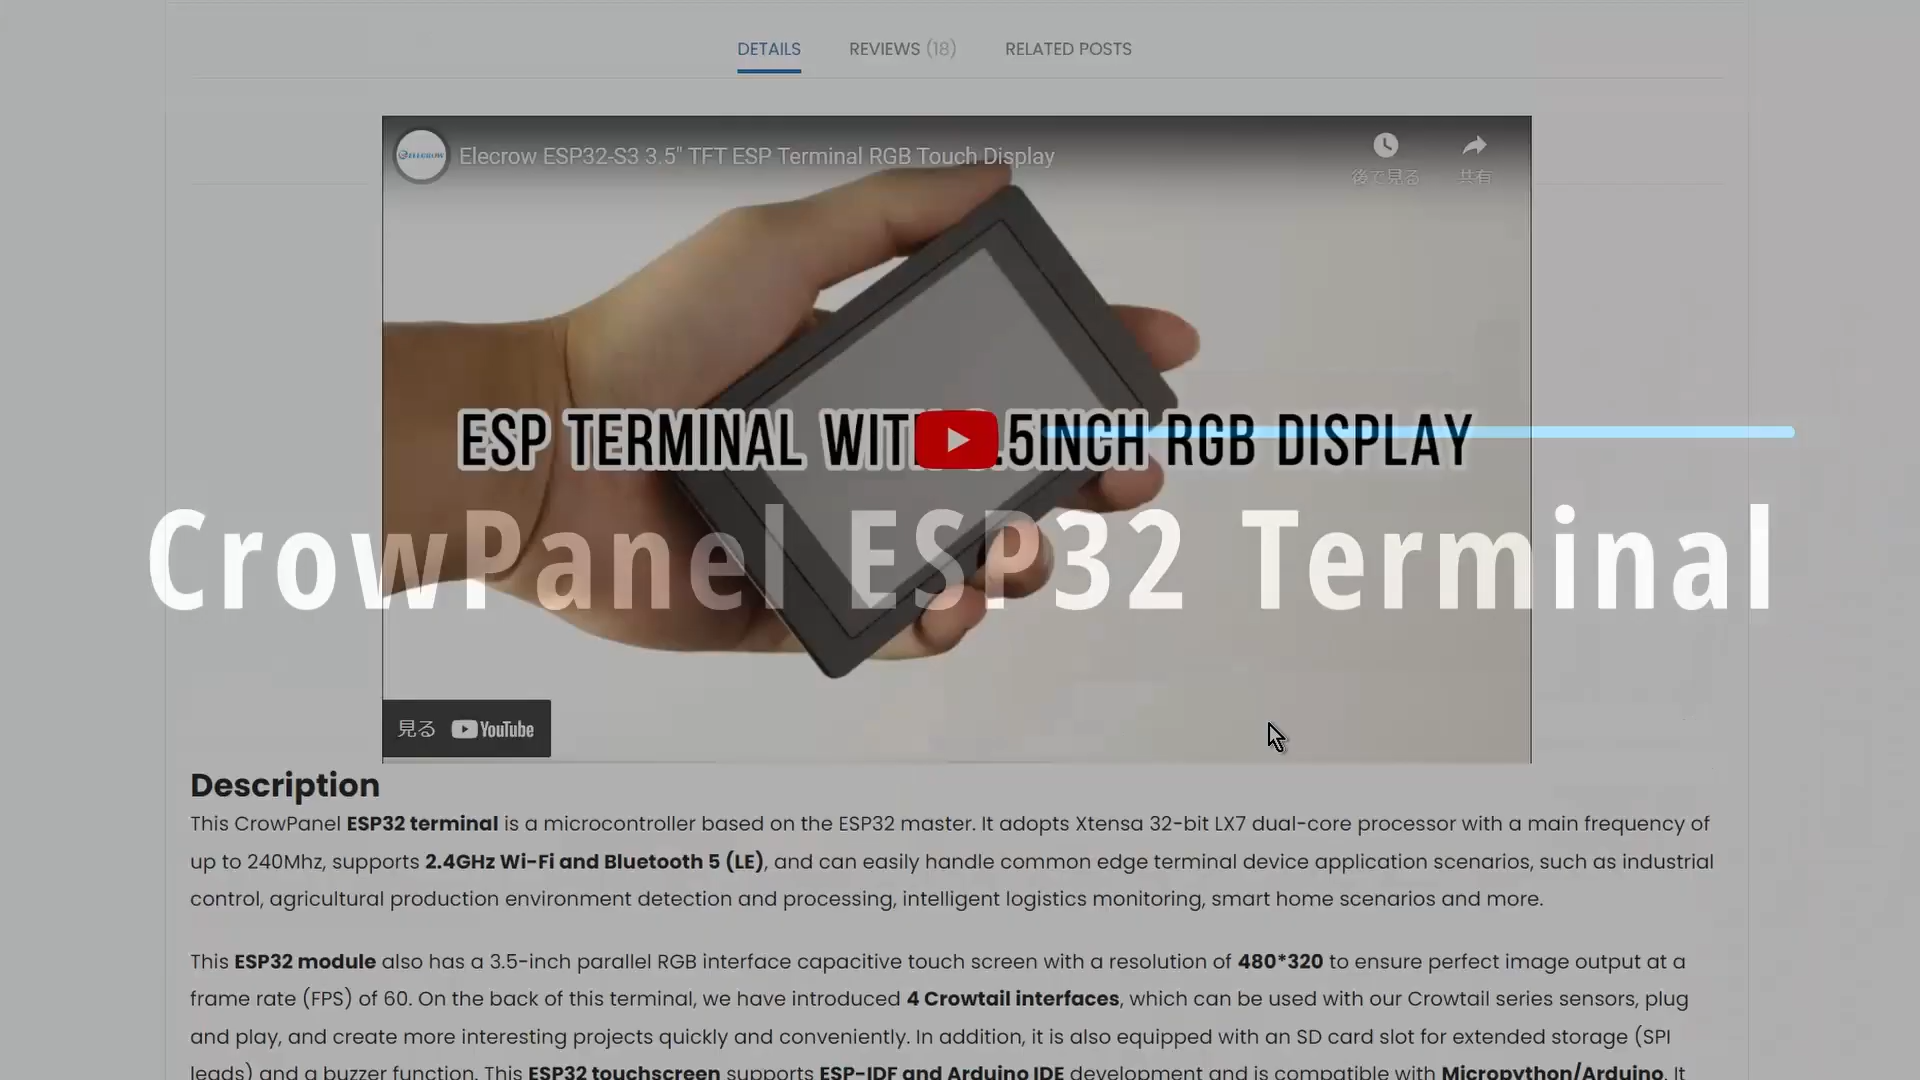 DETAILS REVIEWS (18) RELATED POSTS
ELECROW
Elecrow ESP32-S3 3.5" TFT ESP Terminal RGB Touch Display
後で見る 共有
ESP TERMINAL WITH .5INCH RGB DISPLAY
CrowPanel ESP32 Terminal
見る YouTube
Description
This CrowPanel ESP32 terminal is a microcontroller based on the ESP32 master. It adopts Xtensa 32-bit LX7 dual-core processor with a main frequency of
up to 240Mhz, supports 2.4GHz Wi-Fi and Bluetooth 5 (LE), and can easily handle common edge terminal device application scenarios, such as industrial
control, agricultural production environment detection and processing, intelligent logistics monitoring, smart home scenarios and more.
This ESP32 module also has a 3.5-inch parallel RGB interface capacitive touch screen with a resolution of 480*320 to ensure perfect image output at a
frame rate (FPS) of 60. On the back of this terminal, we have introduced 4 Crowtail interfaces, which can be used with our Crowtail series sensors, plug
and play, and create more interesting projects quickly and conveniently. In addition, it is also equipped with an SD card slot for extended storage (SPI
leads) and a buzzer function. This ESP32 touchscreen supports ESP-IDF and Arduino IDE development and is compatible with Micropython/Arduino. It